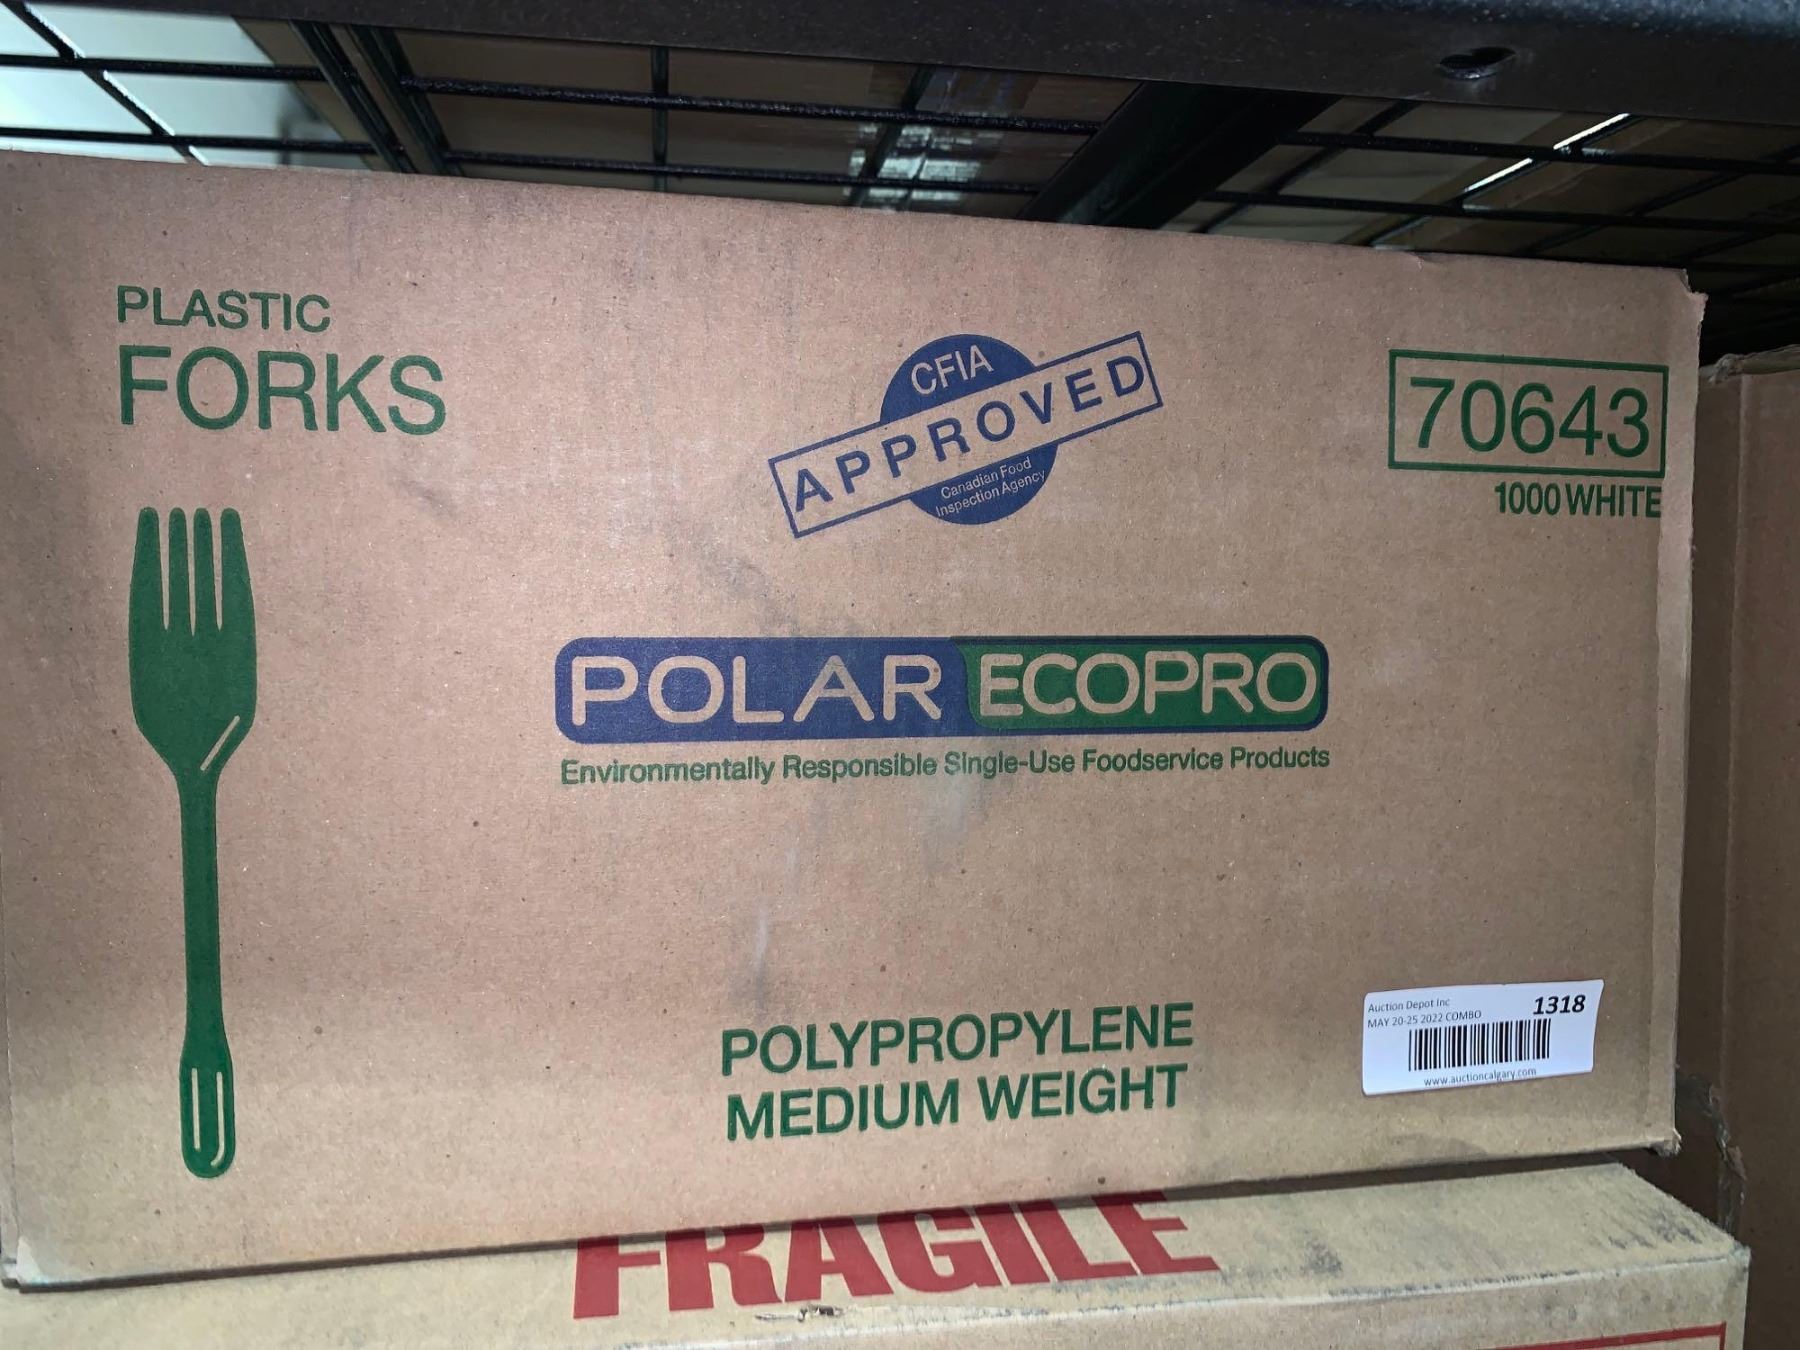 PLASTIC
FORKS
CFIA
APPROVED
Canadian Food
Inspection Agency
70643
1000 WHITE
POLAR ECOPRO
Environmentally Responsible Single-Use Foodservice Products
POLYPROPYLENE
MEDIUM WEIGHT
Auction Depot Inc
1318
MAY 20-25 2022 COMBO
www.auctioncalgary.com
FRAGILE